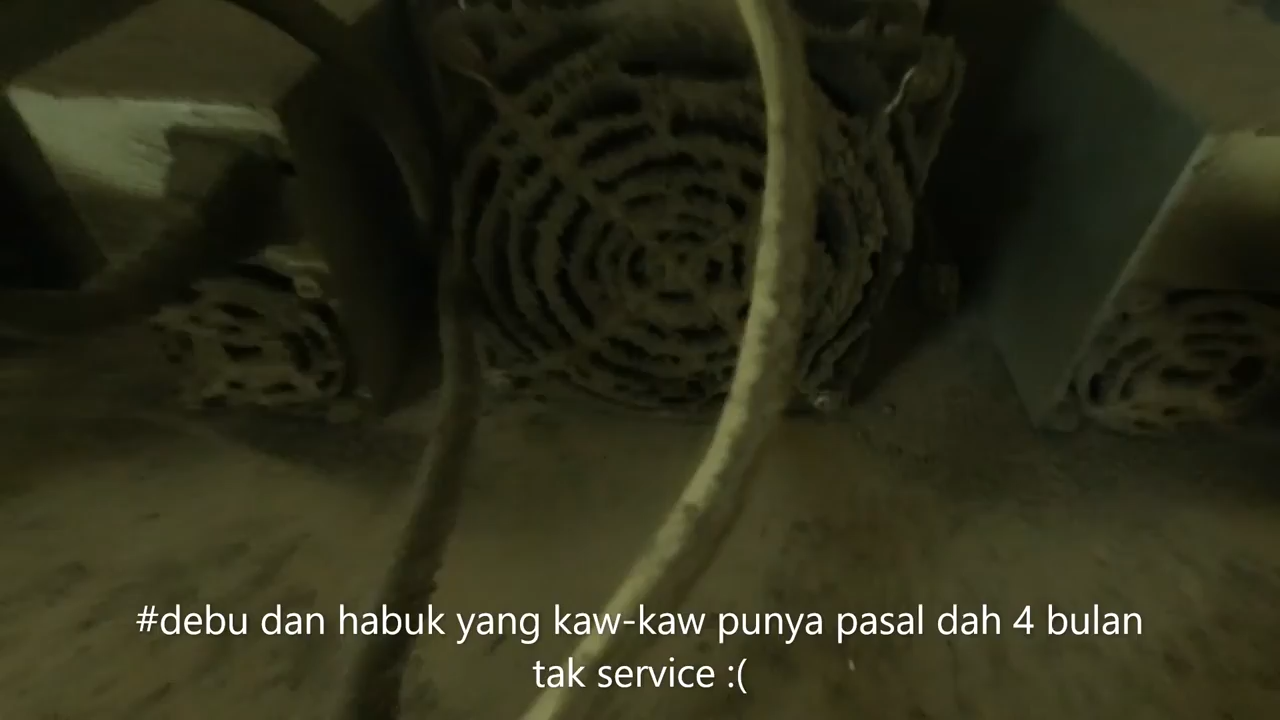 #debu dan habuk yang kaw-kaw punya pasal dah 4 bulan
tak service :(